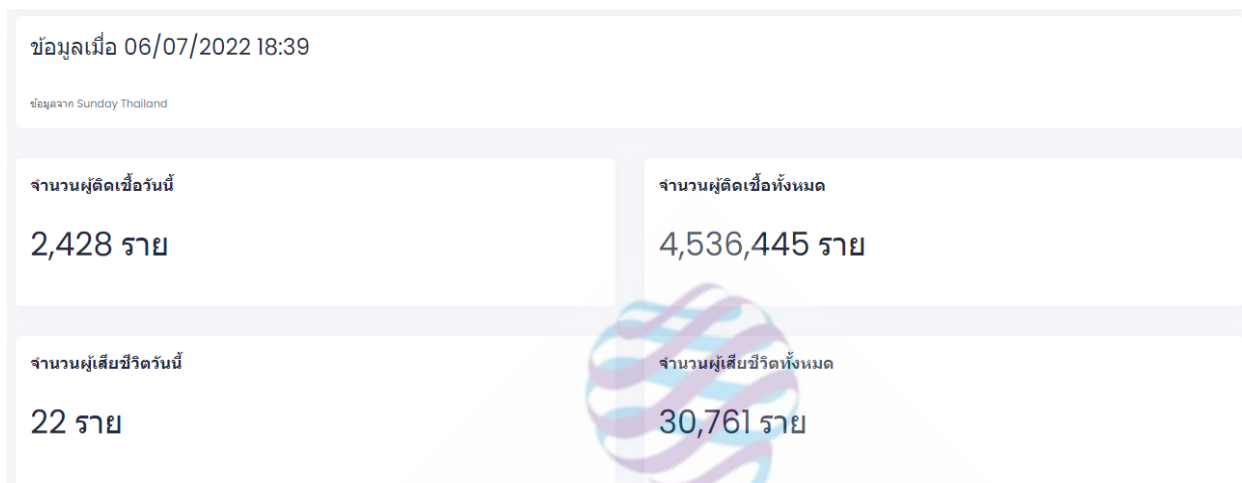 ข้อมูลเมื่อ 06/07/2022 18:39
ข้อมูลจาก Sunday Thailand
จำนวนผู้ติดเชื้อวันนี้
2,428 ราย
จำนวนผู้ติดเชื้อทั้งหมด
4,536,445 ราย
จำนวนผู้เสียชีวิตวันนี้
22 ราย
จำนวนผู้เสียชีวิตทั้งหมด
30,761 ราย